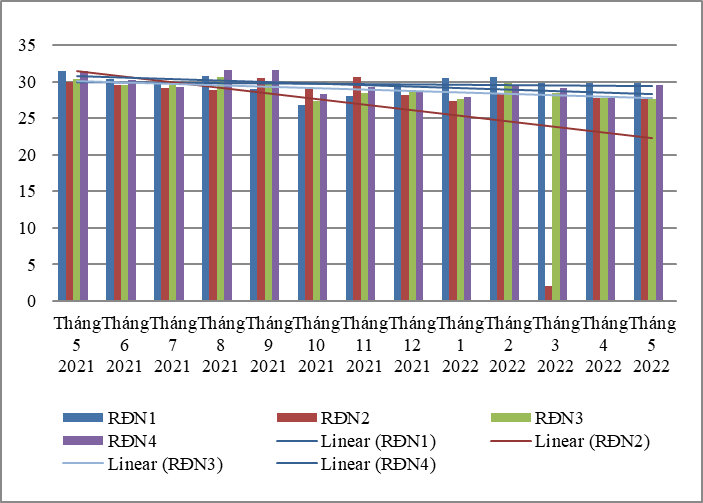 35
30
25
20
15
10
5
0
Tháng Tháng Tháng Tháng Tháng Tháng Tháng Tháng Tháng Tháng Tháng Tháng Tháng
5 6 7 8 9 10 11 12 1 2 3 4 5
2021 2021 2021 2021 2021 2021 2021 2021 2022 2022 2022 2022 2022
RĐN1 RĐN2 RĐN3
RĐN4 Linear (RĐN1) Linear (RĐN2)
Linear (RĐN3) Linear (RĐN4)